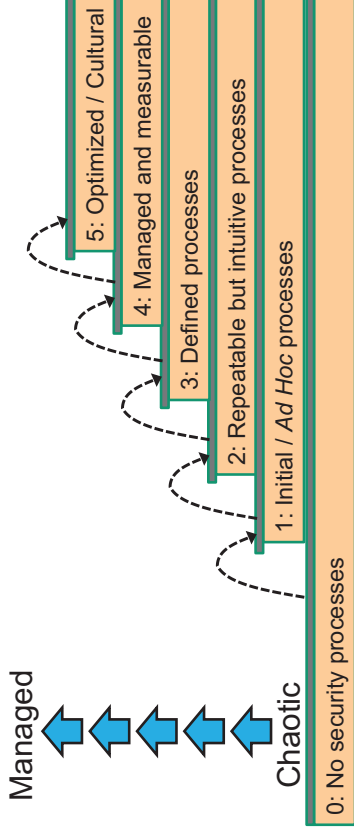 Managed
Chaotic
5: Optimized / Cultural
4: Managed and measurable
3: Defined processes
2: Repeatable but intuitive processes
1: Initial / Ad Hoc processes
0: No security processes